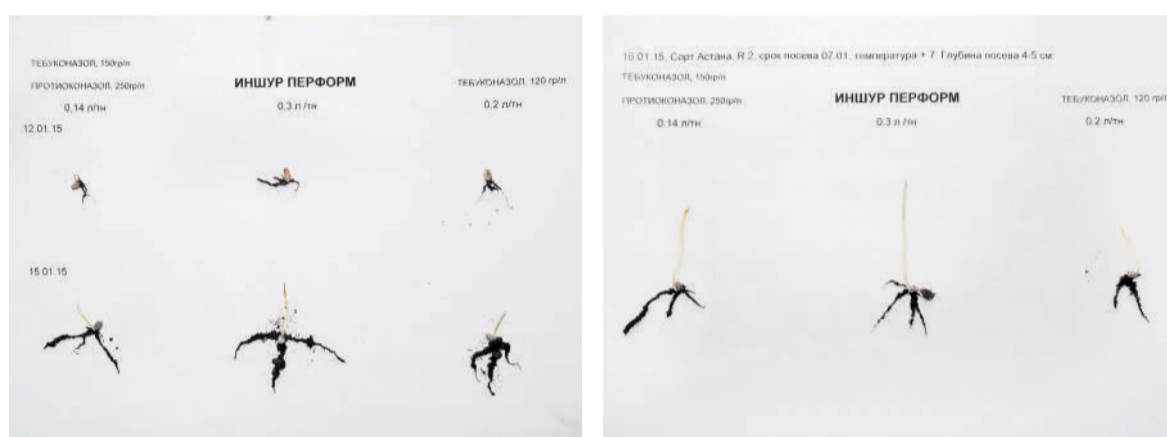 ТЕБУКОНАЗОЛ, 150гр/л
ПРОТИОКОНАЗОЛ, 250гр/л
0,14 л/тн
ИНШУР ПЕРФОРМ
0,3 л /тн
ТЕБУКОНАЗОЛ, 120 гр/л
0,2 л/тн
12.01.15
15.01.15
16.01.15, Сорт Астана, R 2, срок посева 07.01, температура + 7. Глубина посева 4-5 см.
ТЕБУКОНАЗОЛ, 150гр/л
ПРОТИОКОНАЗОЛ, 250гр/л
0,14 л/тн
ИНШУР ПЕРФОРМ
0,3 л /тн
ТЕБУКОНАЗОЛ, 120 гр/л
0,2 л/тн